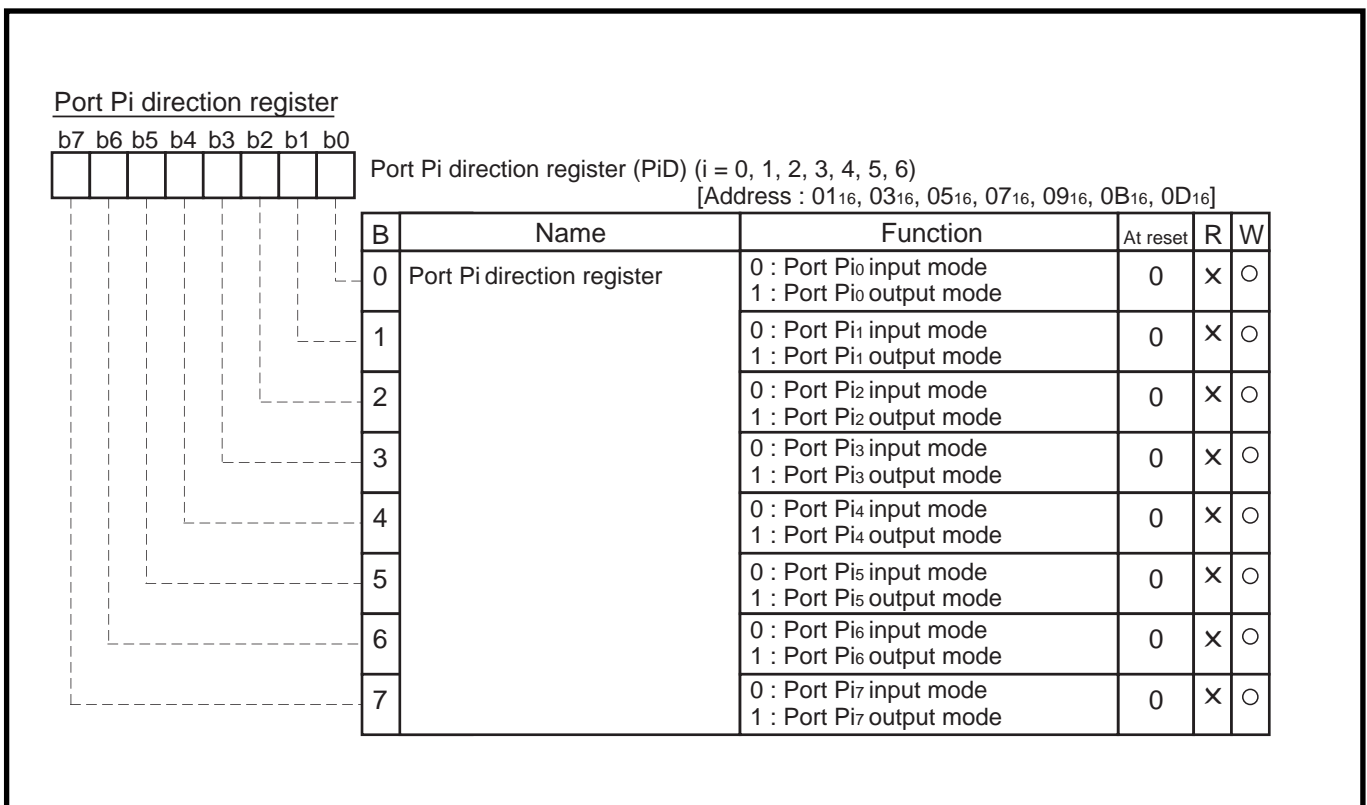 Port Pi direction register
b7 b6 b5 b4 b3 b2 b1 b0
Port Pi direction register (PiD) (i = 0, 1, 2, 3, 4, 5, 6)
[Address : 0116, 0316, 0516, 0716, 0916, 0B16, 0D16]
B Name Function At reset R W
0 Port Pi direction register 0 : Port Pi0 input mode 0 ✕ ○
1 : Port Pi0 output mode
1 0 : Port Pi1 input mode 0 ✕ ○
1 : Port Pi1 output mode
2 0 : Port Pi2 input mode 0 ✕ ○
1 : Port Pi2 output mode
3 0 : Port Pi3 input mode 0 ✕ ○
1 : Port Pi3 output mode
4 0 : Port Pi4 input mode 0 ✕ ○
1 : Port Pi4 output mode
5 0 : Port Pi5 input mode 0 ✕ ○
1 : Port Pi5 output mode
6 0 : Port Pi6 input mode 0 ✕ ○
1 : Port Pi6 output mode
7 0 : Port Pi7 input mode 0 ✕ ○
1 : Port Pi7 output mode